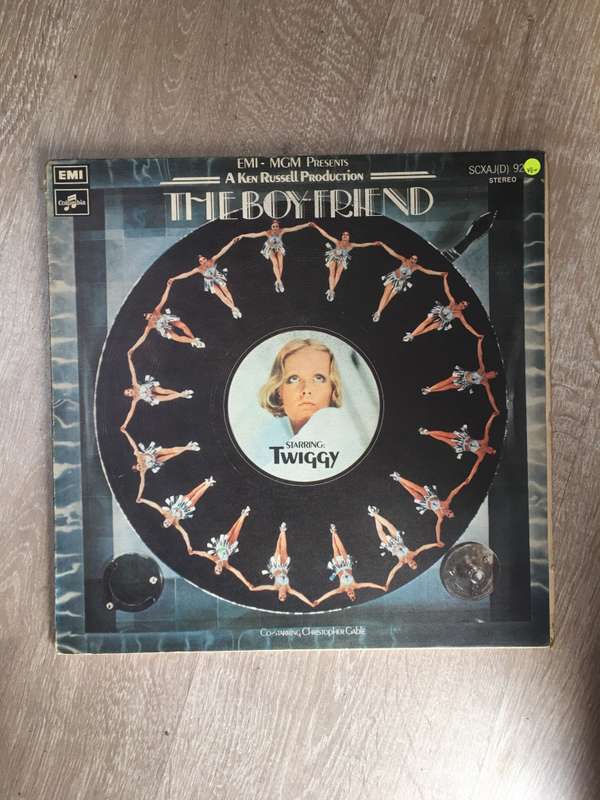 EMI - MGM PRESENTS
A KEN RUSSELL PRODUCTION
THE BOY FRIEND
EMI
Columbia
SCXAJ(D) 92
STEREO
STARRING:
TWIGGY
CO-STARRING, CHRISTOPHER GABLE